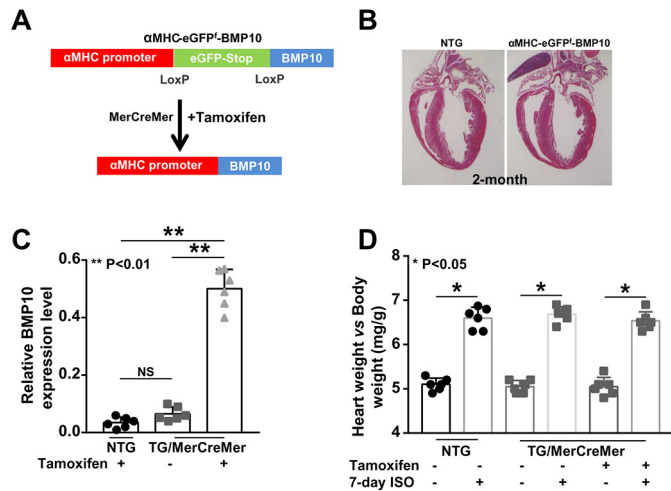 A
αMHC-eGFPᶠ-BMP10
αMHC promoter eGFP-Stop BMP10
LoxP LoxP
MerCreMer +Tamoxifen
αMHC promoter BMP10
B
NTG αMHC-eGFPᶠ-BMP10
2-month
C
** P<0.01
**
**
NS
Relative BMP10
expression level
0.6
0.4
0.2
0.0
NTG TG/MerCreMer
Tamoxifen + - +
D
* P<0.05
* * *
Heart weight vs Body
weight (mg/g)
8
7
6
5
4
NTG TG/MerCreMer
Tamoxifen - - - - + +
7-day ISO - + - + - +